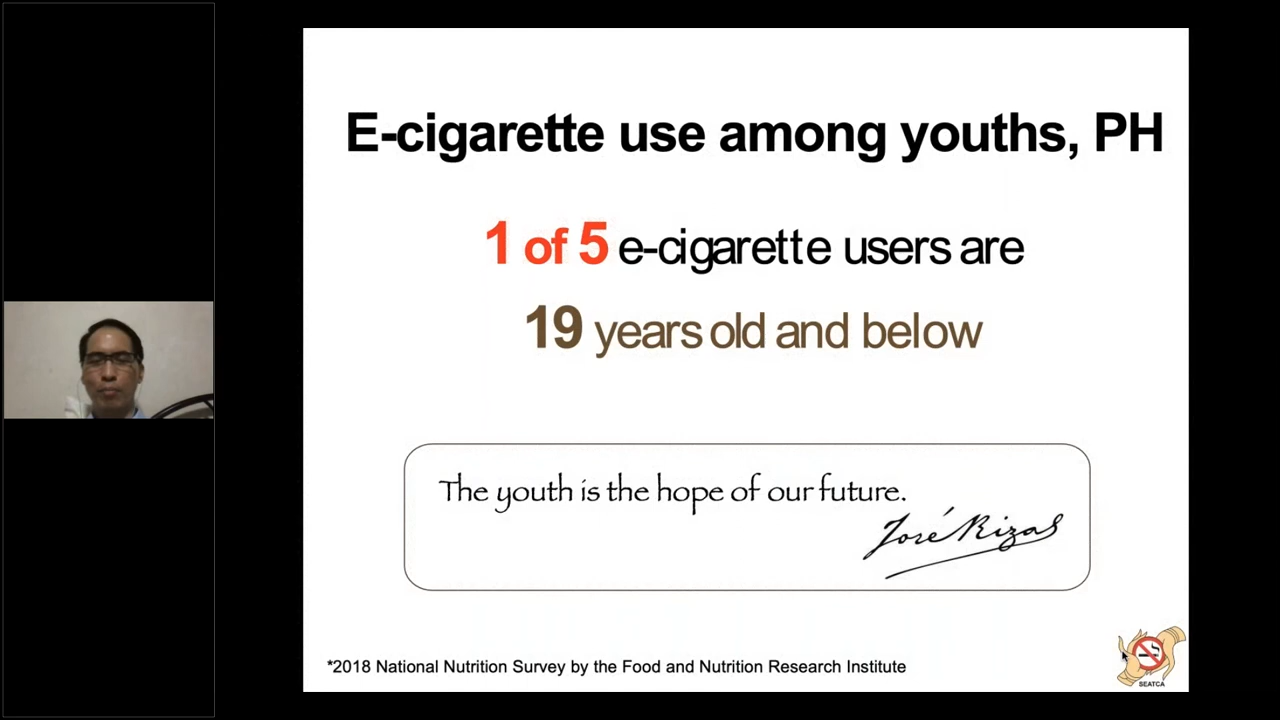 E-cigarette use among youths, PH
1 of 5 e-cigarette users are
19 years old and below
The youth is the hope of our future.
José Rizal
*2018 National Nutrition Survey by the Food and Nutrition Research Institute
SEATCA